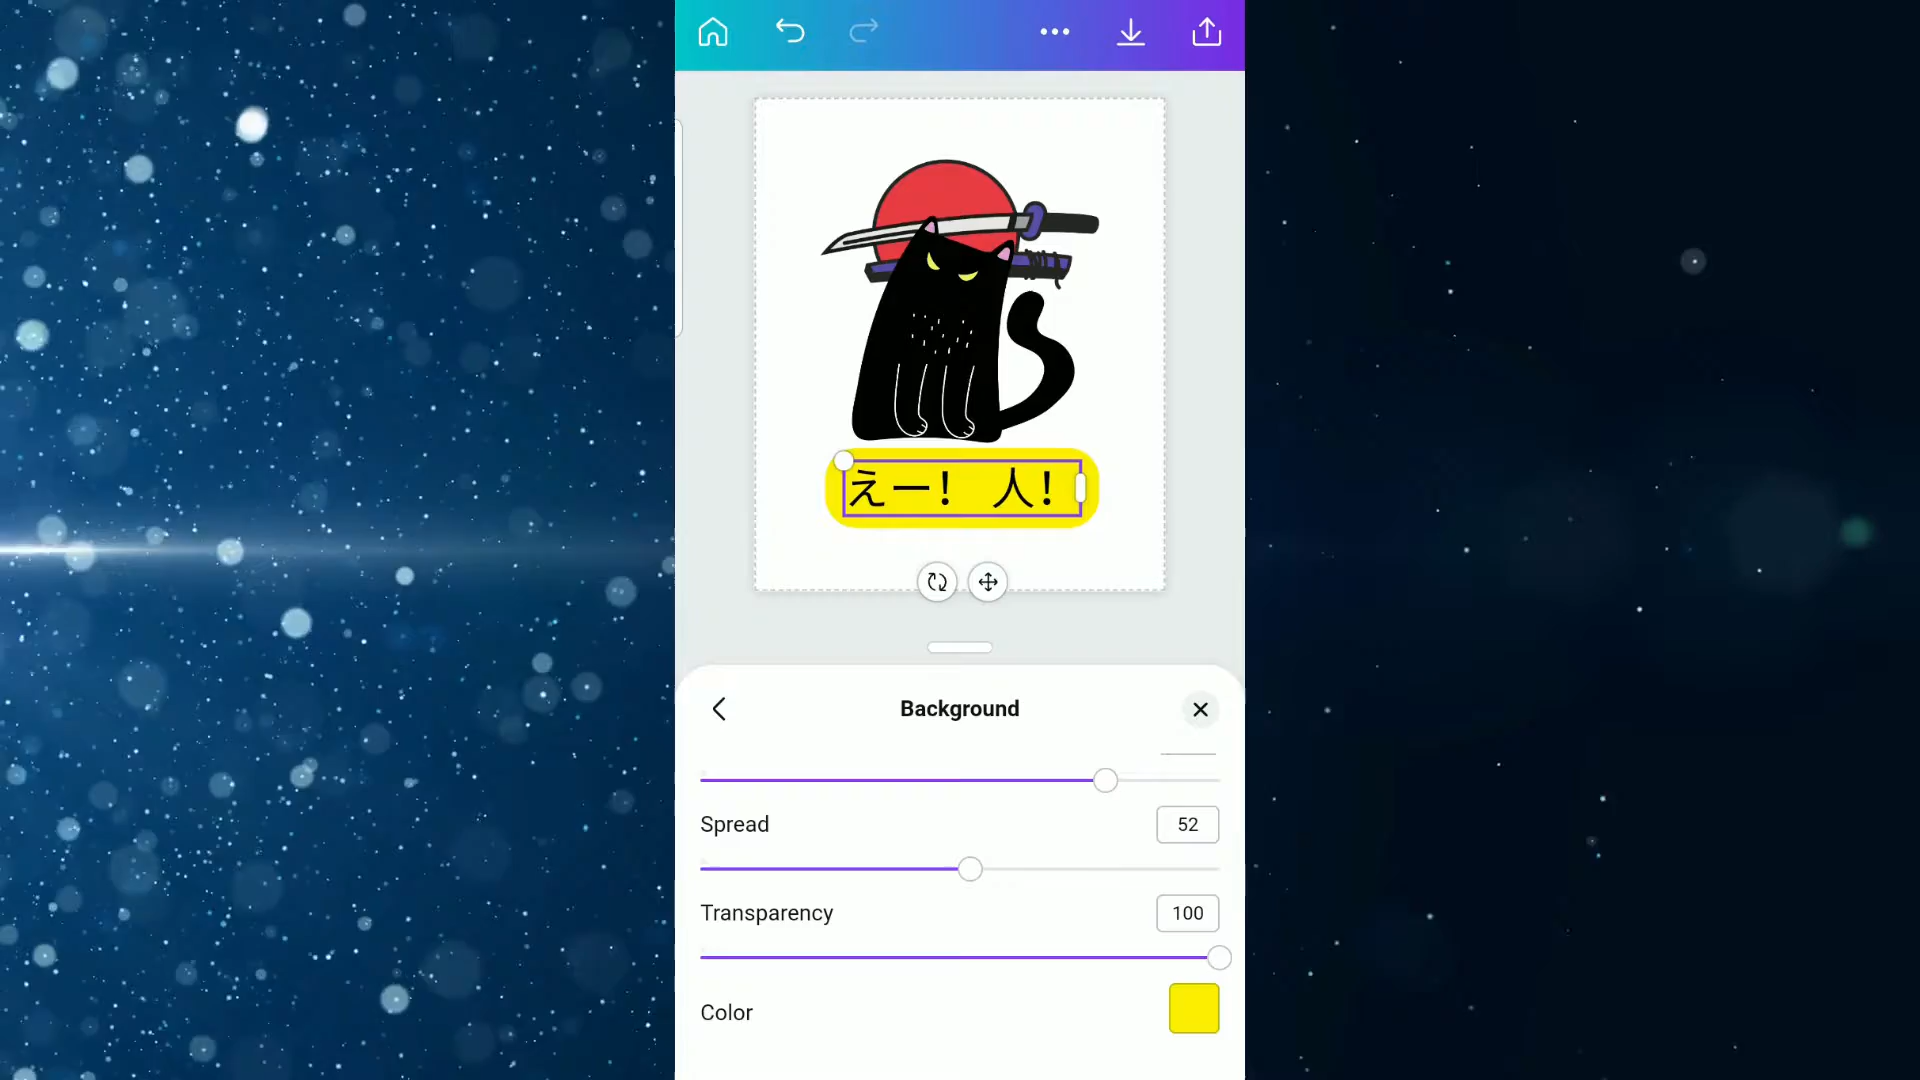 えー! 人!
Background
Spread
52
Transparency
100
Color